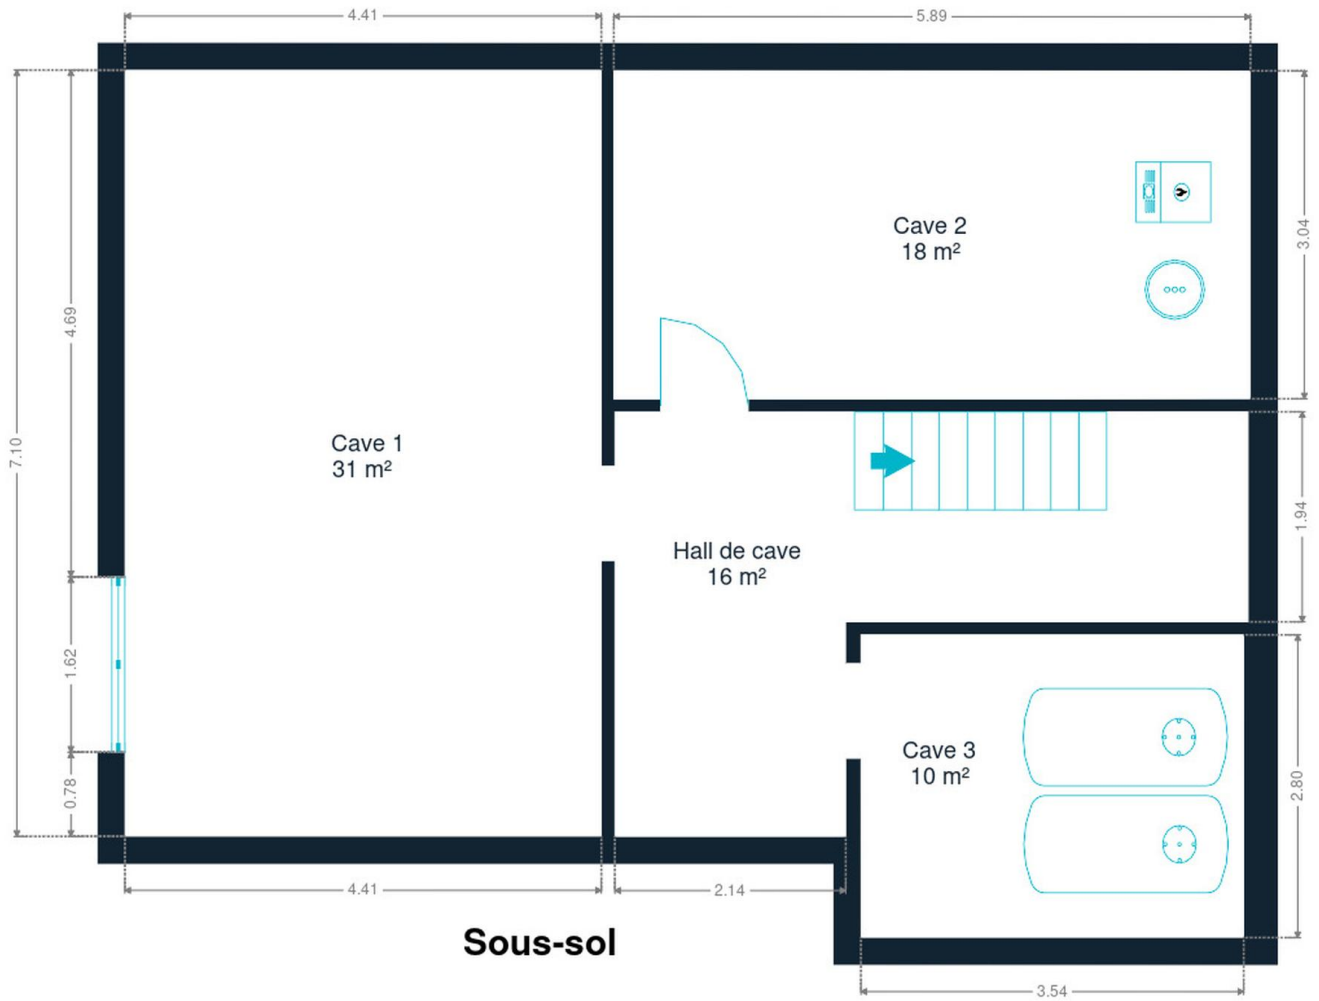 4.41
5.89
Cave 2
18 m²
3.04
4.69
7.10
Cave 1
31 m²
1.94
Hall de cave
16 m²
1.62
Cave 3
10 m²
0.78
2.80
4.41
2.14
Sous-sol
3.54